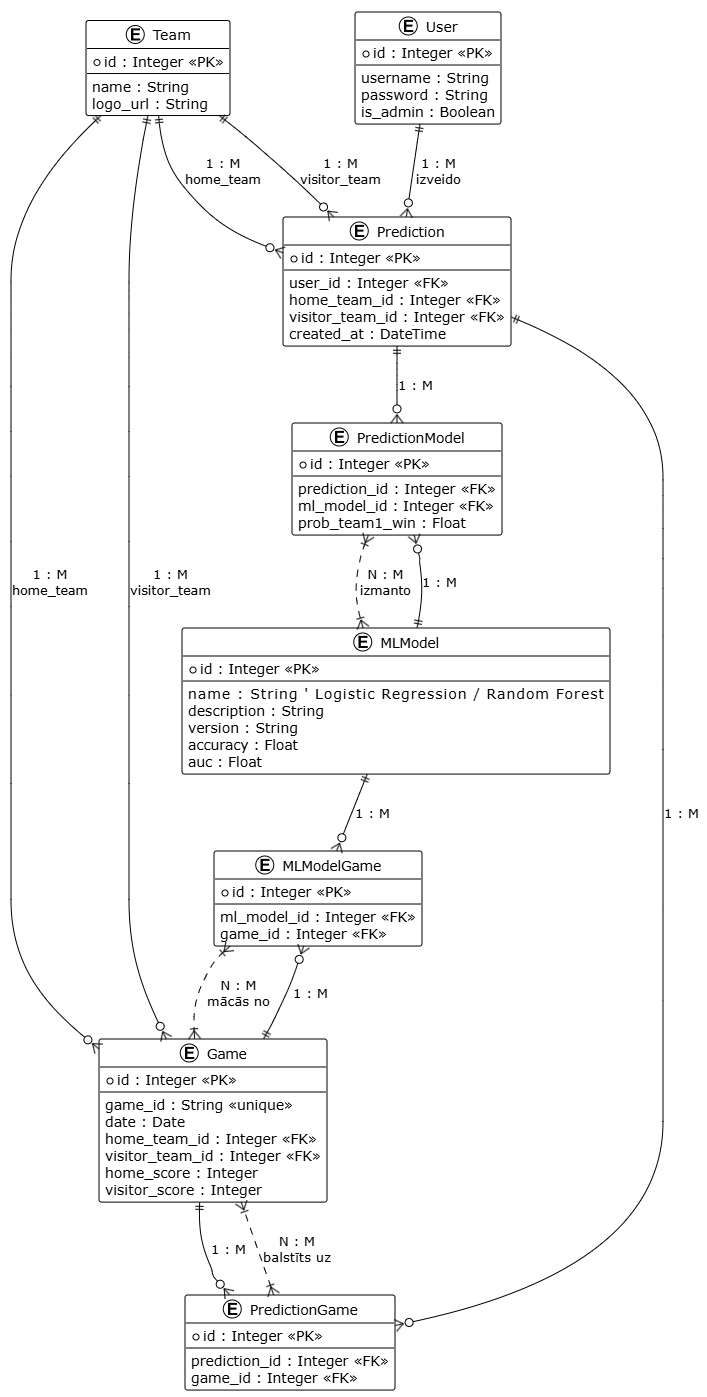 E Team
id : Integer «PK»
name : String
logo_url : String
E User
id : Integer «PK»
username : String
password : String
is_admin : Boolean
1 : M
home_team
1 : M
visitor_team
1 : M
izveido
E Prediction
id : Integer «PK»
user_id : Integer «FK»
home_team_id : Integer «FK»
visitor_team_id : Integer «FK»
created_at : DateTime
1 : M
E PredictionModel
id : Integer «PK»
prediction_id : Integer «FK»
ml_model_id : Integer «FK»
prob_team1_win : Float
1 : M
home_team
1 : M
visitor_team
N : M
izmanto
1 : M
E MLModel
id : Integer «PK»
name : String ' Logistic Regression / Random Forest
description : String
version : String
accuracy : Float
auc : Float
1 : M
1 : M
E MLModelGame
id : Integer «PK»
ml_model_id : Integer «FK»
game_id : Integer «FK»
N : M
mācās no
1 : M
E Game
id : Integer «PK»
game_id : String «unique»
date : Date
home_team_id : Integer «FK»
visitor_team_id : Integer «FK»
home_score : Integer
visitor_score : Integer
1 : M
N : M
balstīts uz
E PredictionGame
id : Integer «PK»
prediction_id : Integer «FK»
game_id : Integer «FK»